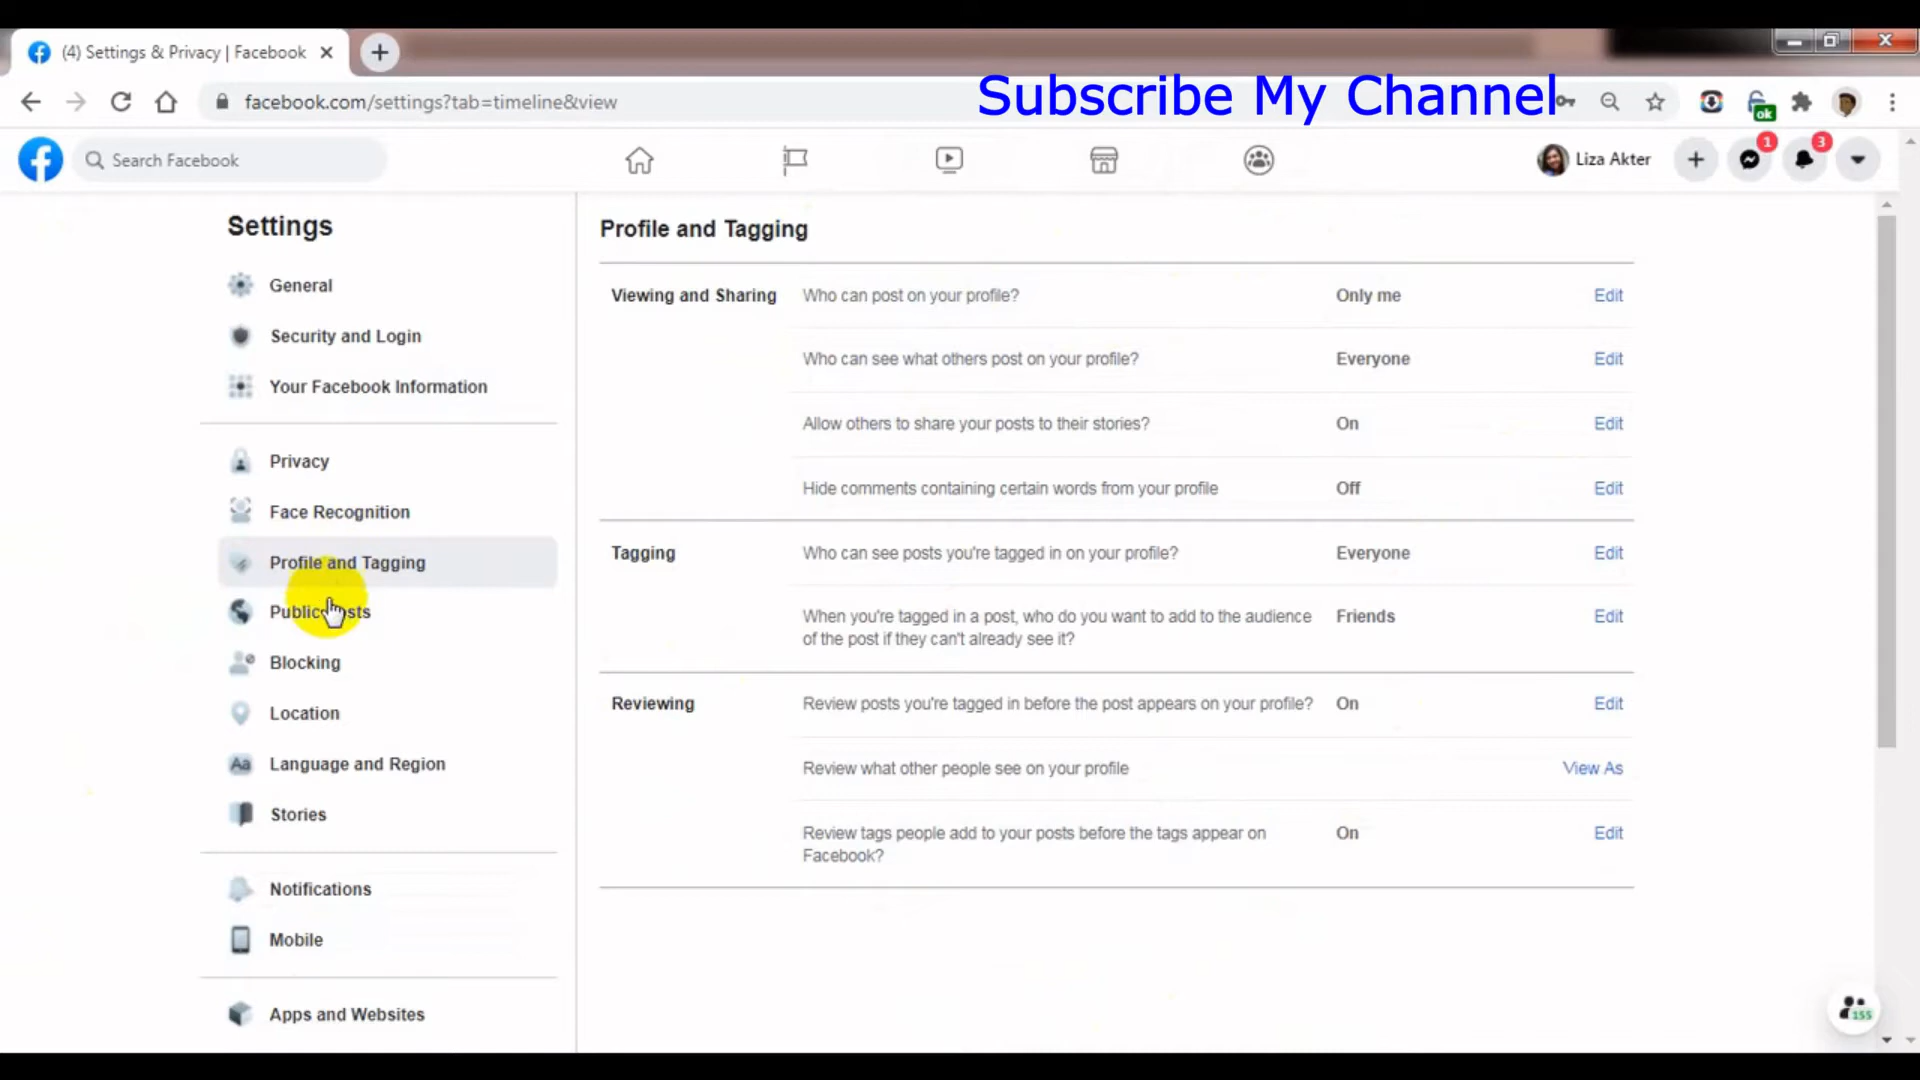 (4) Settings & Privacy | Facebook
Subscribe My Channel
facebook.com/settings?tab=timeline&view
ok
Search Facebook
Liza Akter
1
3
Settings
General
Security and Login
Your Facebook Information
Privacy
Face Recognition
Profile and Tagging
Public
Blocking
Location
Aa Language and Region
Stories
Notifications
Mobile
Apps and Websites
Profile and Tagging
Viewing and Sharing Who can post on your profile? Only me Edit
Who can see what others post on your profile? Everyone Edit
Allow others to share your posts to their stories? On Edit
Hide comments containing certain words from your profile Off Edit
Tagging Who can see posts you're tagged in on your profile? Everyone Edit
When you're tagged in a post, who do you want to add to the audience Friends Edit
of the post if they can't already see it?
Reviewing Review posts you're tagged in before the post appears on your profile? On Edit
Review what other people see on your profile View As
Review tags people add to your posts before the tags appear on On Edit
Facebook?
155